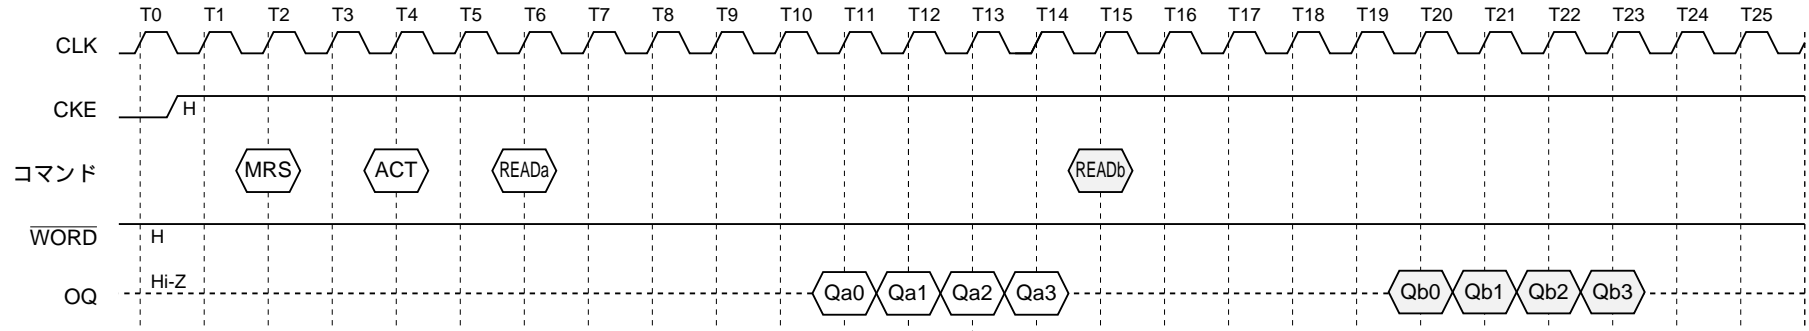 T0 T1 T2 T3 T4 T5 T6 T7 T8 T9 T10 T11 T12 T13 T14 T15 T16 T17 T18 T19 T20 T21 T22 T23 T24 T25
CLK
CKE H
コマンド MRS ACT READa READb
WORD H
OQ Hi-Z Qa0 Qa1 Qa2 Qa3 Qb0 Qb1 Qb2 Qb3